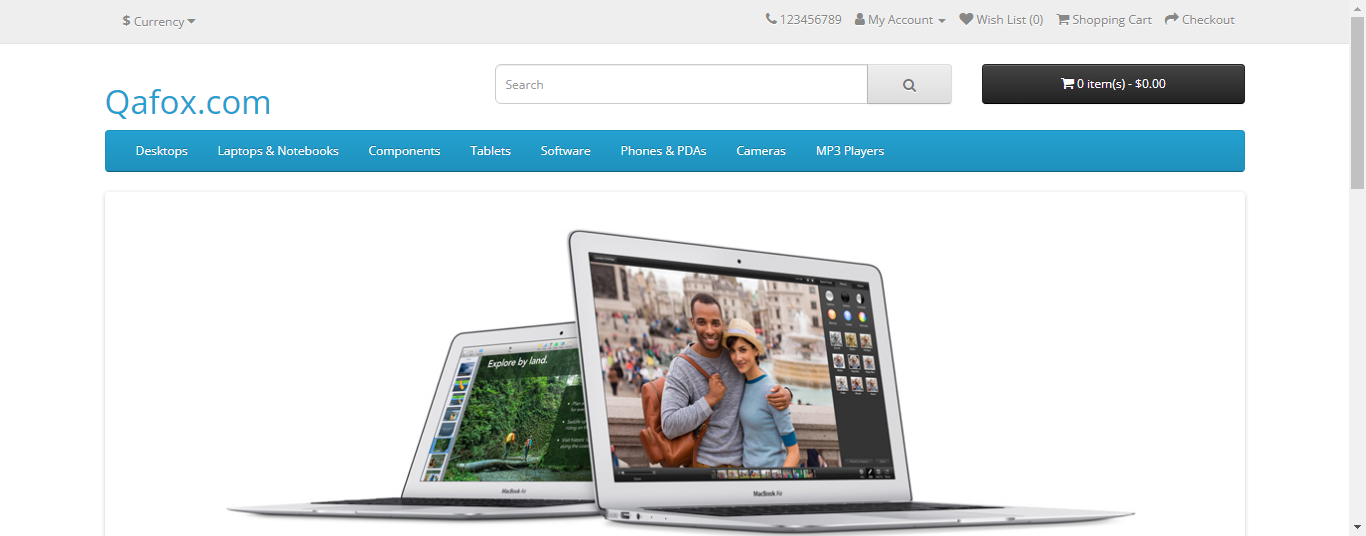 $ Currency
123456789 My Account Wish List (0) Shopping Cart Checkout
Qafox.com
Search
0 item(s) - $0.00
Desktops Laptops & Notebooks Components Tablets Software Phones & PDAs Cameras MP3 Players
Explore by land.
MacBook Air
MacBook Air